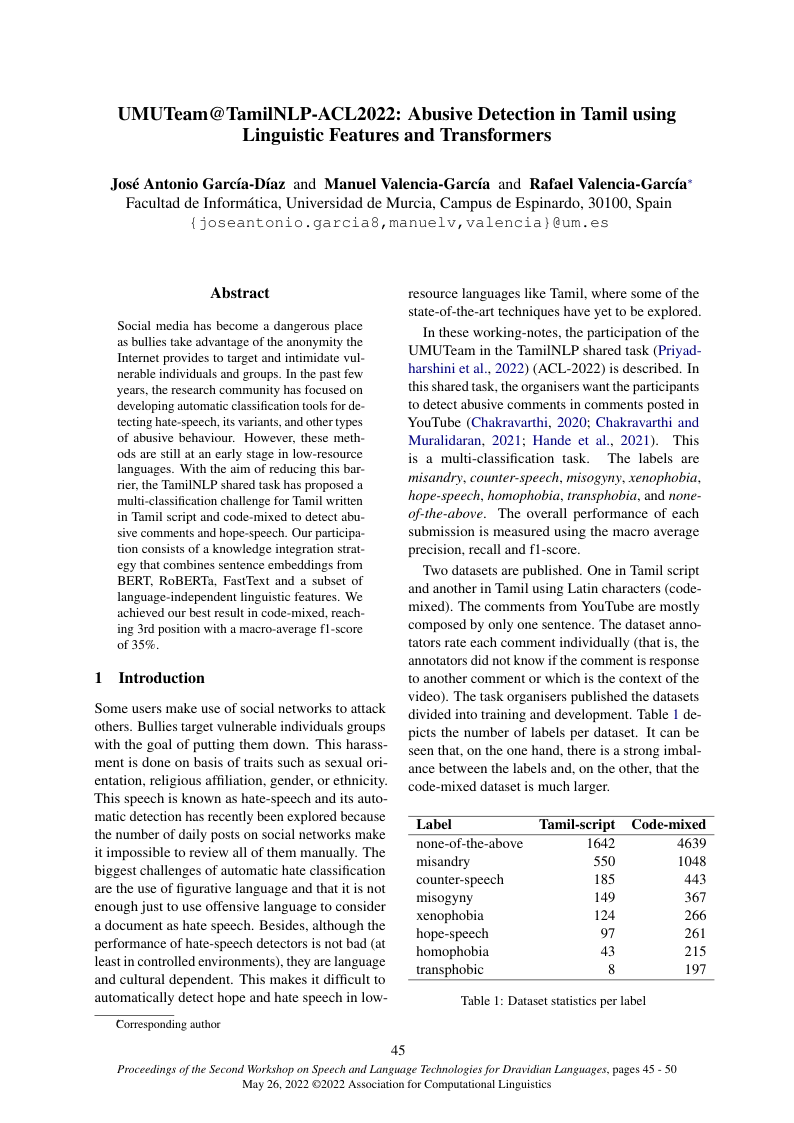 UMUTeam@TamilNLP-ACL2022: Abusive Detection in Tamil using
Linguistic Features and Transformers
José Antonio García-Díaz and Manuel Valencia-García and Rafael Valencia-García*
Facultad de Informática, Universidad de Murcia, Campus de Espinardo, 30100, Spain
{joseantonio.garcia8,manuelv,valencia}@um.es
Abstract
Social media has become a dangerous place
as bullies take advantage of the anonymity the
Internet provides to target and intimidate vul-
nerable individuals and groups. In the past few
years, the research community has focused on
developing automatic classification tools for de-
tecting hate-speech, its variants, and other types
of abusive behaviour. However, these meth-
ods are still at an early stage in low-resource
languages. With the aim of reducing this bar-
rier, the TamilNLP shared task has proposed a
multi-classification challenge for Tamil written
in Tamil script and code-mixed to detect abu-
sive comments and hope-speech. Our participa-
tion consists of a knowledge integration strat-
egy that combines sentence embeddings from
BERT, RoBERTa, FastText and a subset of
language-independent linguistic features. We
achieved our best result in code-mixed, reach-
ing 3rd position with a macro-average f1-score
of 35%.
1 Introduction
Some users make use of social networks to attack
others. Bullies target vulnerable individuals groups
with the goal of putting them down. This harass-
ment is done on basis of traits such as sexual ori-
entation, religious affiliation, gender, or ethnicity.
This speech is known as hate-speech and its auto-
matic detection has recently been explored because
the number of daily posts on social networks make
it impossible to review all of them manually. The
biggest challenges of automatic hate classification
are the use of figurative language and that it is not
enough just to use offensive language to consider
a document as hate speech. Besides, although the
performance of hate-speech detectors is not bad (at
least in controlled environments), they are language
and cultural dependent. This makes it difficult to
automatically detect hope and hate speech in low-
Corresponding author
resource languages like Tamil, where some of the
state-of-the-art techniques have yet to be explored.
In these working-notes, the participation of the
UMUTeam in the TamilNLP shared task (Priyad-
harshini et al., 2022) (ACL-2022) is described. In
this shared task, the organisers want the participants
to detect abusive comments in comments posted in
YouTube (Chakravarthi, 2020; Chakravarthi and
Muralidaran, 2021; Hande et al., 2021). This
is a multi-classification task. The labels are
misandry, counter-speech, misogyny, xenophobia,
hope-speech, homophobia, transphobia, and none-
of-the-above. The overall performance of each
submission is measured using the macro average
precision, recall and f1-score.
Two datasets are published. One in Tamil script
and another in Tamil using Latin characters (code-
mixed). The comments from YouTube are mostly
composed by only one sentence. The dataset anno-
tators rate each comment individually (that is, the
annotators did not know if the comment is response
to another comment or which is the context of the
video). The task organisers published the datasets
divided into training and development. Table 1 de-
picts the number of labels per dataset. It can be
seen that, on the one hand, there is a strong imbal-
ance between the labels and, on the other, that the
code-mixed dataset is much larger.
Label Tamil-script Code-mixed
none-of-the-above 1642 4639
misandry 550 1048
counter-speech 185 443
misogyny 149 367
xenophobia 124 266
hope-speech 97 261
homophobia 43 215
transphobic 8 197
Table 1: Dataset statistics per label
45
Proceedings of the Second Workshop on Speech and Language Technologies for Dravidian Languages, pages 45 - 50
May 26, 2022 ©2022 Association for Computational Linguistics